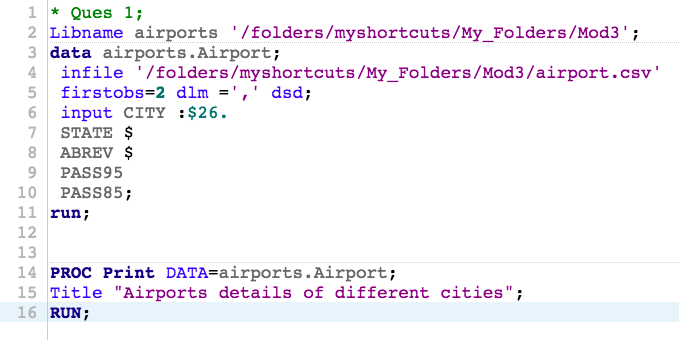 1 * Ques 1;
2 Libname airports '/folders/myshortcuts/My_Folders/Mod3';
3 data airports.Airport;
4 infile '/folders/myshortcuts/My_Folders/Mod3/airport.csv'
5 firstobs=2 dlm =',' dsd;
6 input CITY :$26.
7 STATE $
8 ABREV $
9 PASS95
10 PASS85;
11 run;
12
13
14 PROC Print DATA=airports.Airport;
15 Title "Airports details of different cities";
16 RUN;